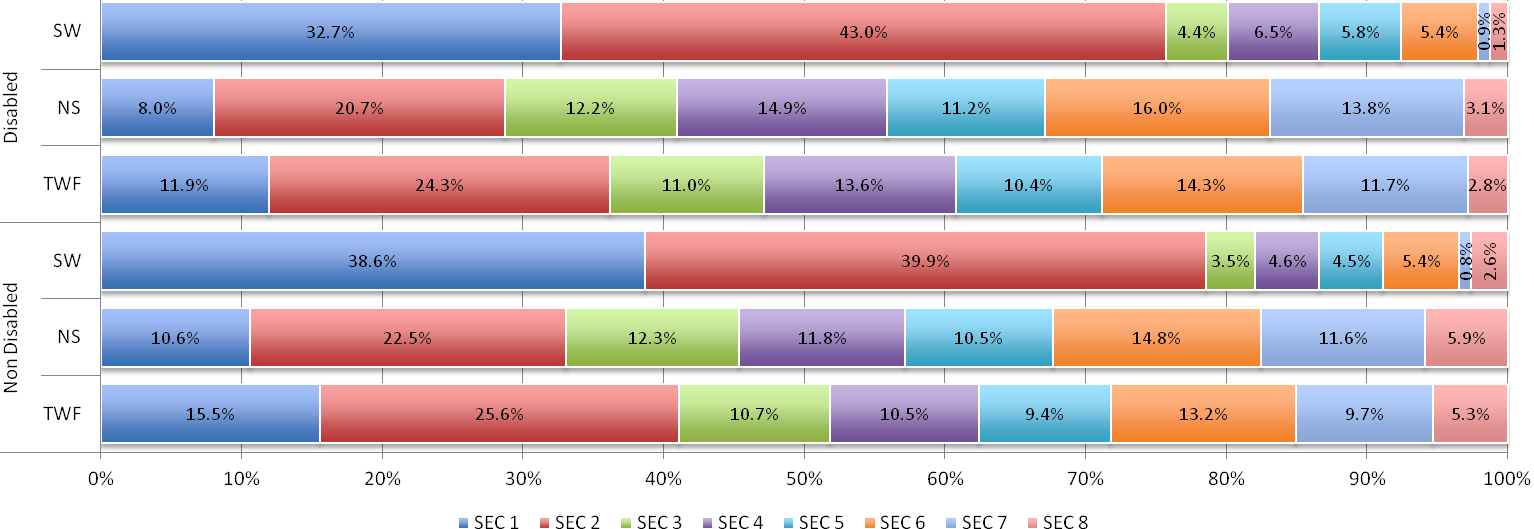 Disabled
SW 32.7% 43.0% 4.4% 6.5% 5.8% 5.4% 0.9% 1.3%
NS 8.0% 20.7% 12.2% 14.9% 11.2% 16.0% 13.8% 3.1%
TWF 11.9% 24.3% 11.0% 13.6% 10.4% 14.3% 11.7% 2.8%
Non Disabled
SW 38.6% 39.9% 3.5% 4.6% 4.5% 5.4% 0.8% 2.6%
NS 10.6% 22.5% 12.3% 11.8% 10.5% 14.8% 11.6% 5.9%
TWF 15.5% 25.6% 10.7% 10.5% 9.4% 13.2% 9.7% 5.3%
0% 10% 20% 30% 40% 50% 60% 70% 80% 90% 100%
SEC 1 SEC 2 SEC 3 SEC 4 SEC 5 SEC 6 SEC 7 SEC 8